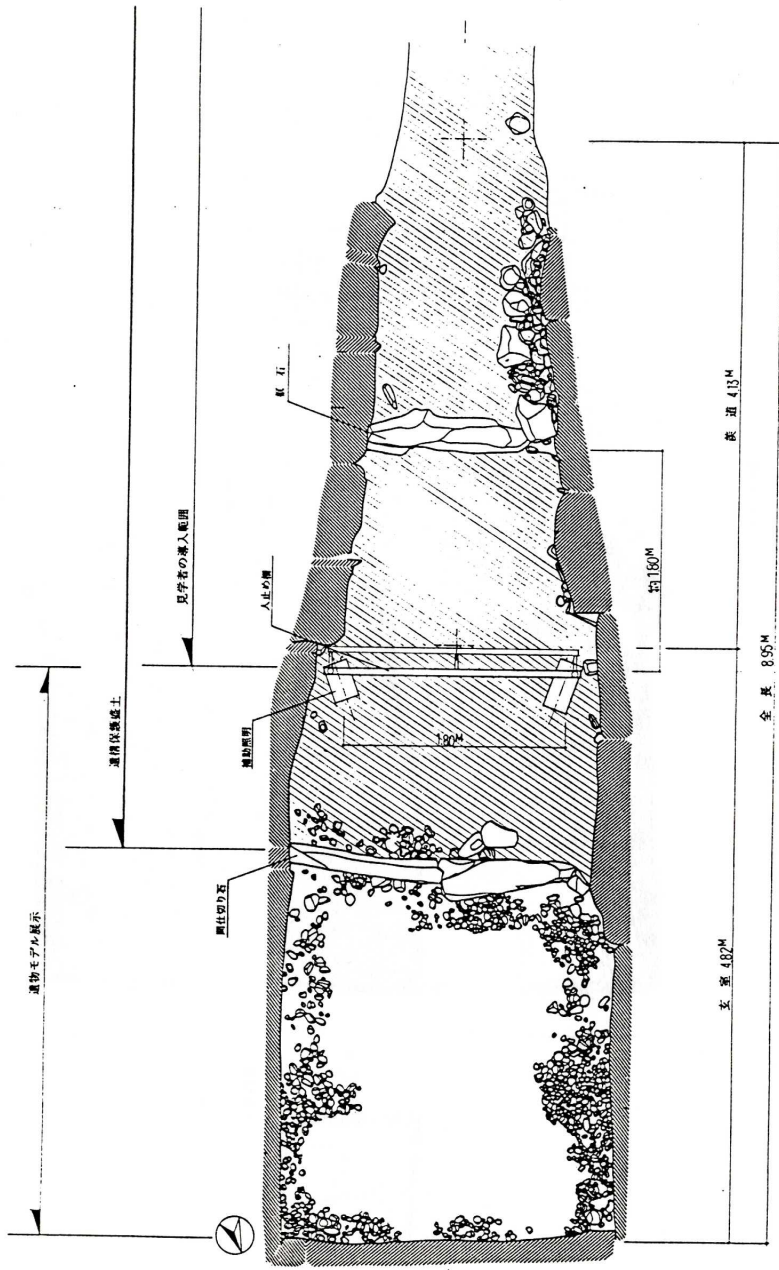 遺物モデル展示
遺構保護盛土
見学者の導入範囲
間仕切り石
補助照明
人止め柵
框石
1.80M
約1.80M
玄室 4.82M
羨道 4.13M
全長 8.95M